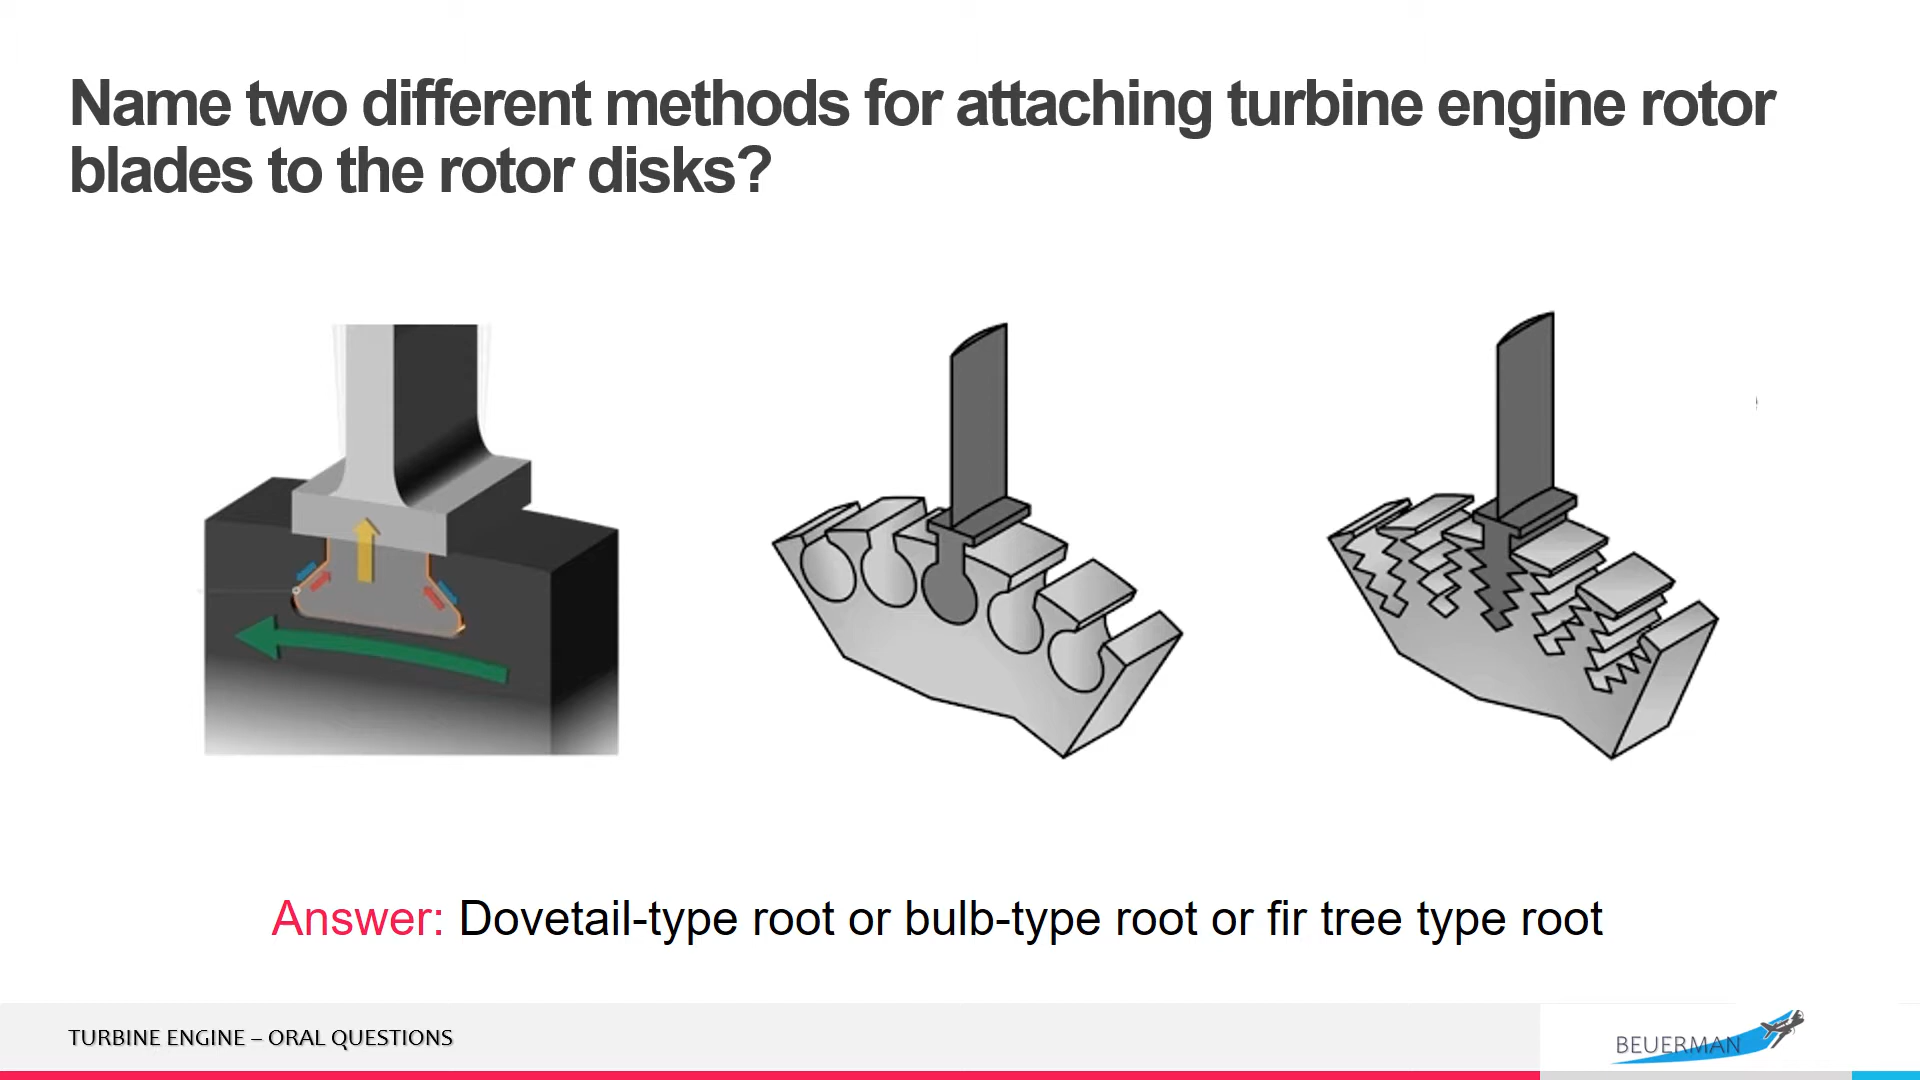 Name two different methods for attaching turbine engine rotor
blades to the rotor disks?
Answer: Dovetail-type root or bulb-type root or fir tree type root
TURBINE ENGINE – ORAL QUESTIONS
BEUERMAN